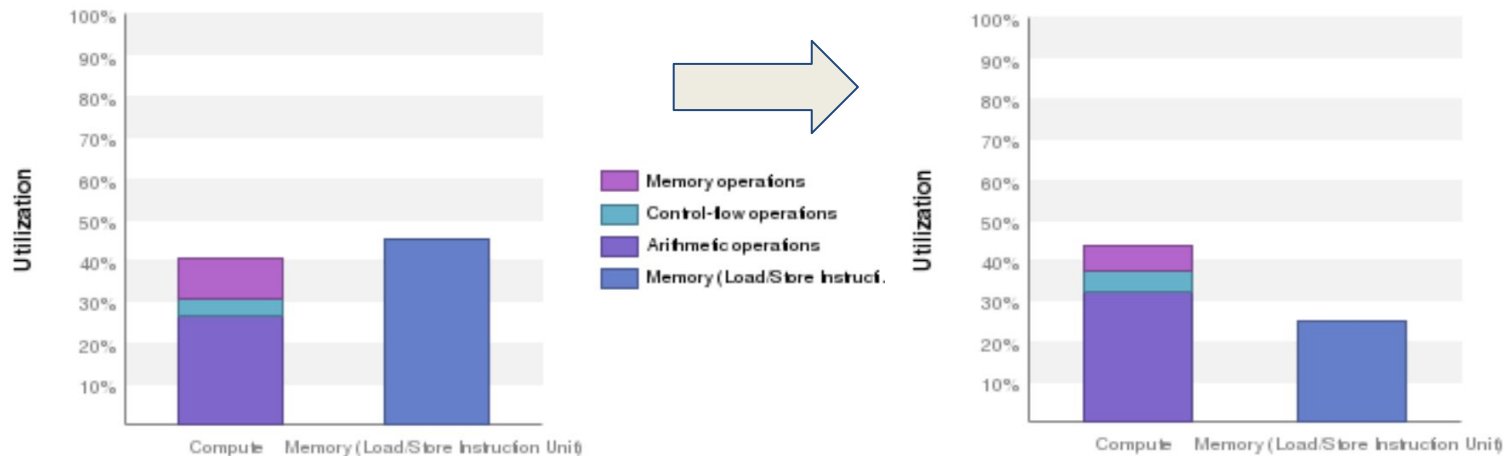 100%
90%
80%
70%
60%
50%
40%
30%
20%
10%
Utilization
Compute
Memory (Load/Store Instruction Unit)
Memory operations
Control-flow operations
Arithmetic operations
Memory (Load/Store Instructi.
100%
90%
80%
70%
60%
50%
40%
30%
20%
10%
Utilization
Compute
Memory (Load/Store Instruction Unit)